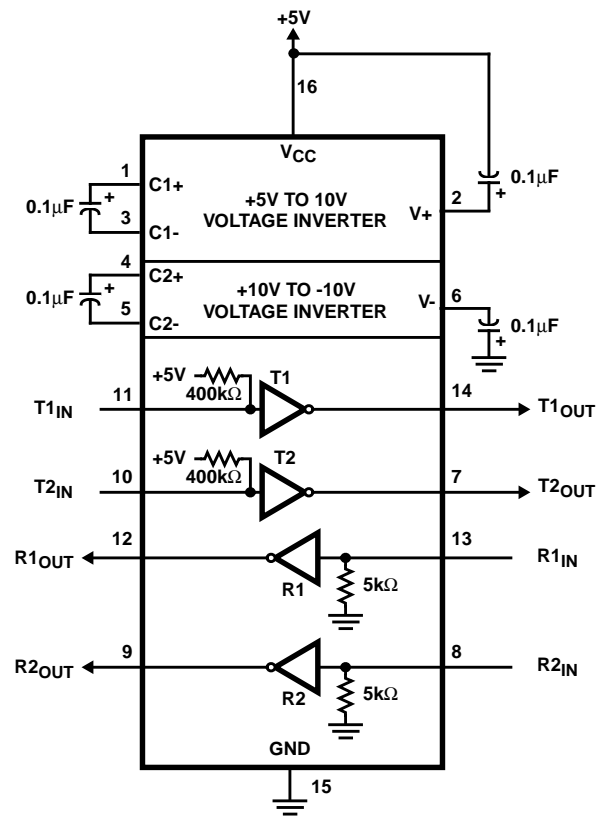 +5V
16
VCC
1
C1+
0.1µF
+
3
C1-
+5V TO 10V
VOLTAGE INVERTER
2
V+
0.1µF
+
4
C2+
0.1µF
+
5
C2-
+10V TO -10V
VOLTAGE INVERTER
6
V-
0.1µF
+
+5V
400kΩ
T1
T1IN
11
14
T1OUT
+5V
400kΩ
T2
T2IN
10
7
T2OUT
R1OUT
12
13
R1IN
R1
5kΩ
R2OUT
9
8
R2IN
R2
5kΩ
GND
15